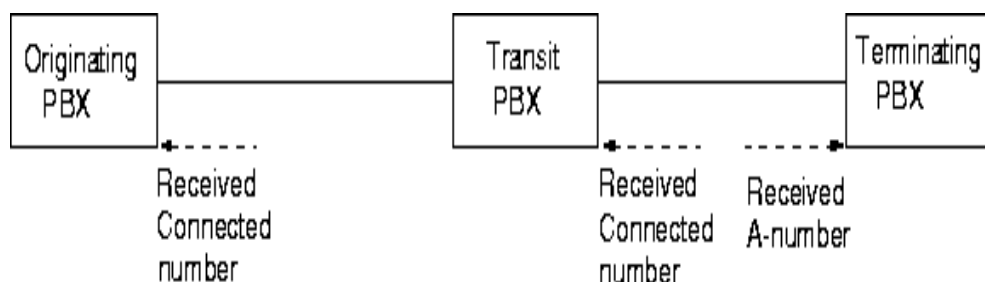 Originating
PBX
Transit
PBX
Terminating
PBX
Received
Connected
number
Received
Connected
number
Received
A-number